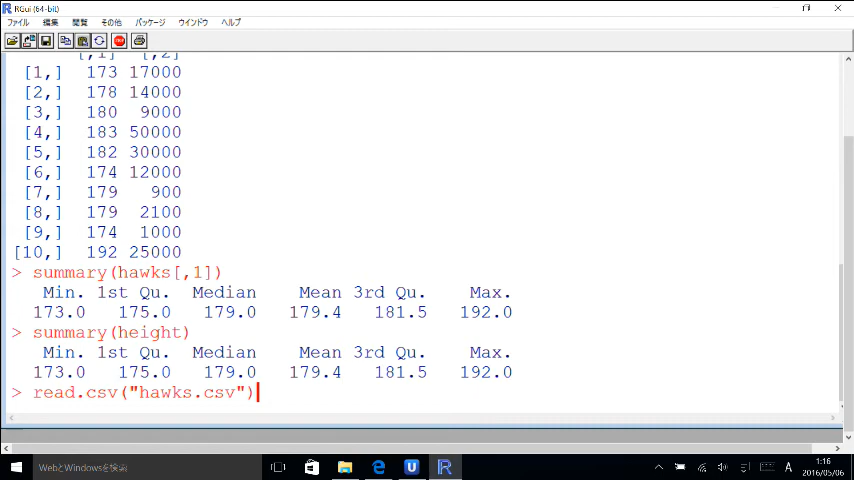 RGui (64-bit)
ファイル 編集 閲覧 その他 パッケージ ウインドウ ヘルプ
STOP
[,1] [,2]
[1,] 173 17000
[2,] 178 14000
[3,] 180 9000
[4,] 183 50000
[5,] 182 30000
[6,] 174 12000
[7,] 179 900
[8,] 179 2100
[9,] 174 1000
[10,] 192 25000
> summary(hawks[,1])
Min. 1st Qu. Median Mean 3rd Qu. Max.
173.0 175.0 179.0 179.4 181.5 192.0
> summary(height)
Min. 1st Qu. Median Mean 3rd Qu. Max.
173.0 175.0 179.0 179.4 181.5 192.0
> read.csv("hawks.csv")
WebとWindowsを検索
A
1:16
2016/05/06